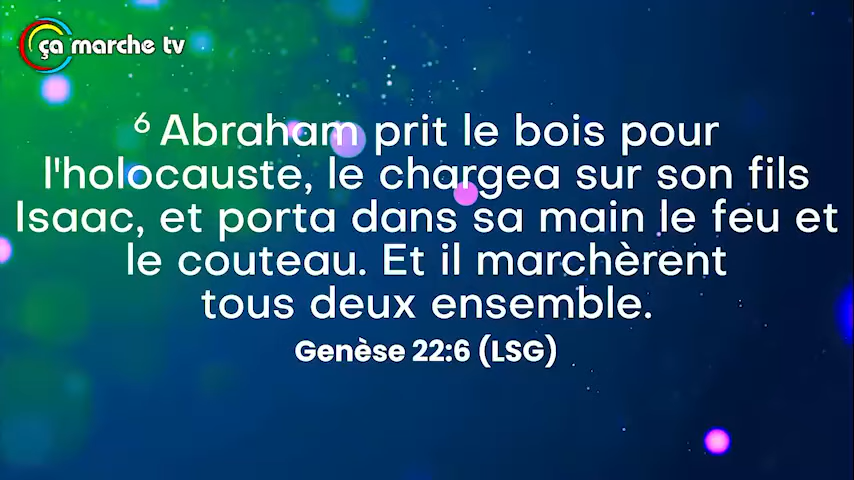 ça marche tv
⁶ Abraham prit le bois pour
l'holocauste, le chargea sur son fils
Isaac, et porta dans sa main le feu et
le couteau. Et il marchèrent
tous deux ensemble.
Genèse 22:6 (LSG)